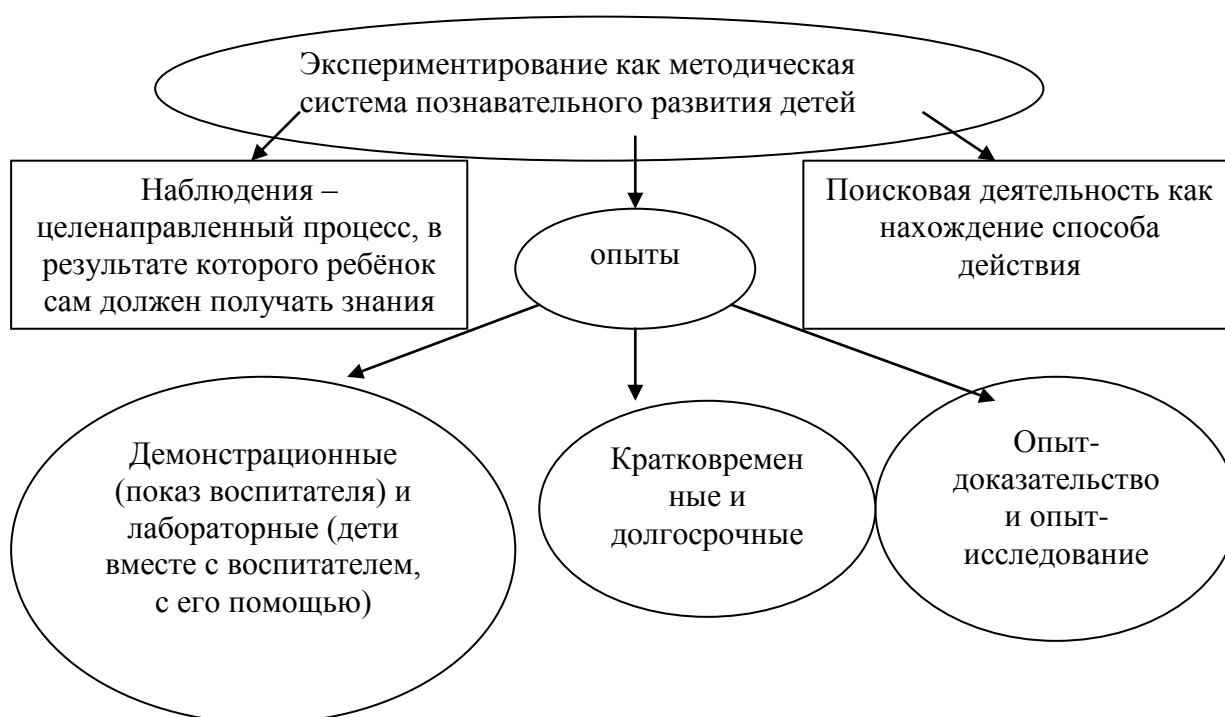 Экспериментирование как методическая
система познавательного развития детей
Наблюдения –
целенаправленный процесс, в
результате которого ребёнок
сам должен получать знания
опыты
Поисковая деятельность как
нахождение способа
действия
Демонстрационные
(показ воспитателя) и
лабораторные (дети
вместе с воспитателем,
с его помощью)
Кратковремен
ные и
долгосрочные
Опыт-
доказательство
и опыт-
исследование